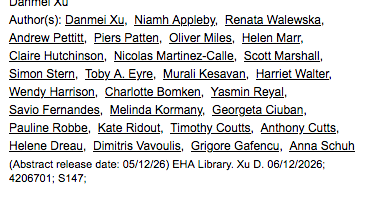 Danmei Xu
Author(s): Danmei Xu, Niamh Appleby, Renata Walewska,
Andrew Pettitt, Piers Patten, Oliver Miles, Helen Marr,
Claire Hutchinson, Nicolas Martinez-Calle, Scott Marshall,
Simon Stern, Toby A. Eyre, Murali Kesavan, Harriet Walter,
Wendy Harrison, Charlotte Bomken, Yasmin Reyal,
Savio Fernandes, Melinda Kormany, Georgeta Ciuban,
Pauline Robbe, Kate Ridout, Timothy Coutts, Anthony Cutts,
Helene Dreau, Dimitris Vavoulis, Grigore Gafencu, Anna Schuh
(Abstract release date: 05/12/26) EHA Library. Xu D. 06/12/2026;
4206701; S147;